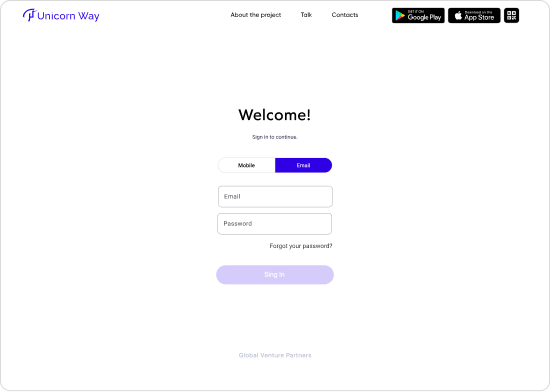 Unicorn Way
About the project
Talk
Contacts
GET IT ON
Google Play
Download on the
App Store
Welcome!
Sign in to continue.
Mobile
Email
Email
Password
Forgot your password?
Sing in
Global Venture Partners